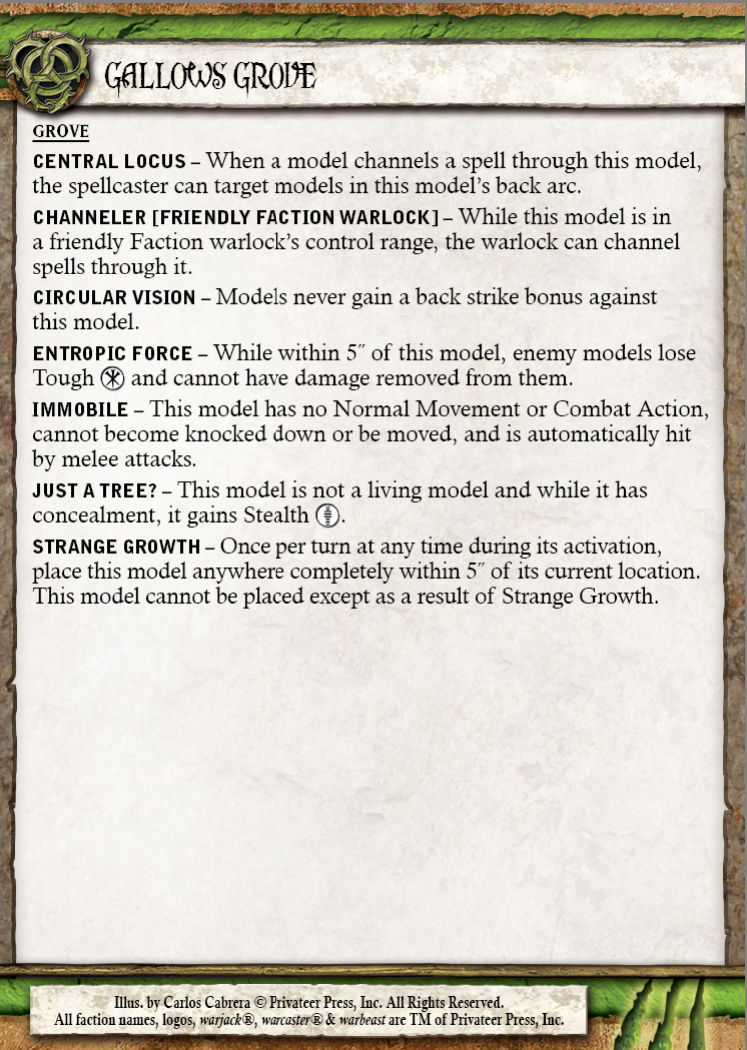 GALLOWS GROVE
GROVE
CENTRAL LOCUS – When a model channels a spell through this model,
the spellcaster can target models in this model's back arc.
CHANNELER [FRIENDLY FACTION WARLOCK] – While this model is in
a friendly Faction warlock's control range, the warlock can channel
spells through it.
CIRCULAR VISION – Models never gain a back strike bonus against
this model.
ENTROPIC FORCE – While within 5″ of this model, enemy models lose
Tough and cannot have damage removed from them.
IMMOBILE – This model has no Normal Movement or Combat Action,
cannot become knocked down or be moved, and is automatically hit
by melee attacks.
JUST A TREE? – This model is not a living model and while it has
concealment, it gains Stealth .
STRANGE GROWTH – Once per turn at any time during its activation,
place this model anywhere completely within 5″ of its current location.
This model cannot be placed except as a result of Strange Growth.
Illus. by Carlos Cabrera © Privateer Press, Inc. All Rights Reserved.
All faction names, logos, warjack®, warcaster® & warbeast are TM of Privateer Press, Inc.